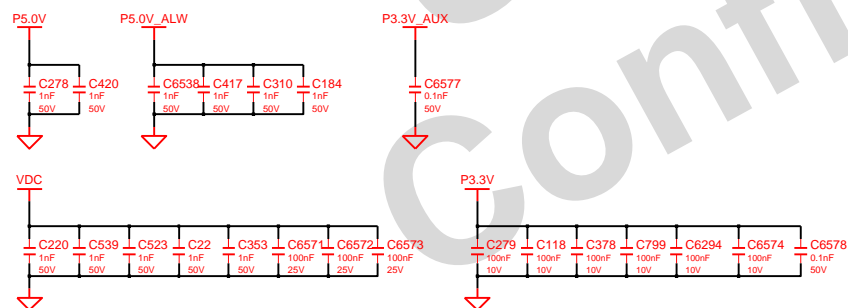 P5.0V P5.0V_ALW P3.3V_AUX
C278 C420 C6538 C417 C310 C184 C6577
1nF 1nF 1nF 1nF 1nF 1nF 0.1nF
50V 50V 50V 50V 50V 50V 50V
VDC P3.3V
C220 C539 C523 C22 C353 C6571 C6572 C6573 C279 C118 C378 C799 C6294 C6574 C6578
1nF 1nF 1nF 1nF 1nF 100nF 100nF 100nF 100nF 100nF 100nF 100nF 100nF 100nF 0.1nF
50V 50V 50V 50V 50V 25V 25V 25V 10V 10V 10V 10V 10V 10V 50V
Confi